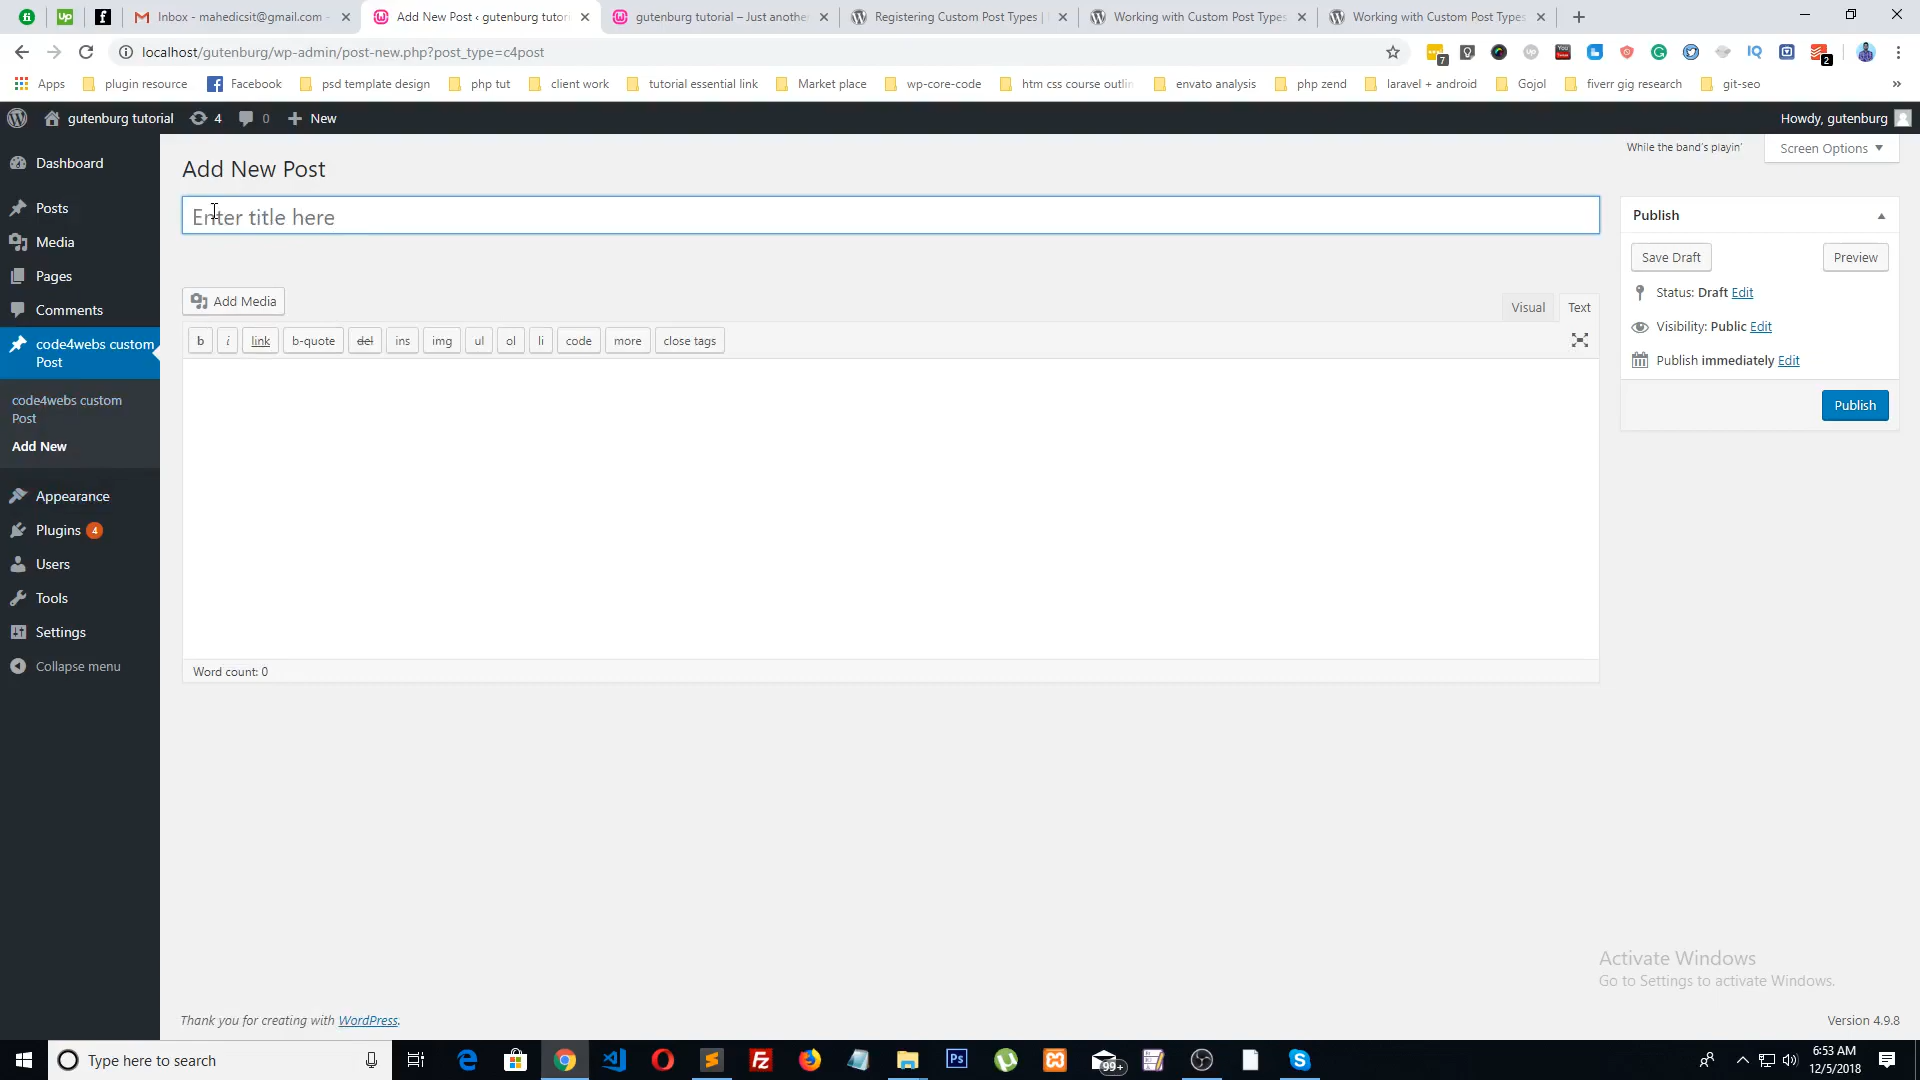 Inbox - mahedicsit@gmail.com -
Add New Post ‹ gutenburg tutori
gutenburg tutorial – Just another
Registering Custom Post Types |
Working with Custom Post Types
Working with Custom Post Types
localhost/gutenburg/wp-admin/post-new.php?post_type=c4post
Apps
plugin resource
Facebook
psd template design
php tut
client work
tutorial essential link
Market place
wp-core-code
htm css course outlin
envato analysis
php zend
laravel + android
Gojol
fiverr gig research
git-seo
»
gutenburg tutorial
4
0
New
Howdy, gutenburg
Dashboard
Posts
Media
Pages
Comments
code4webs custom
Post
code4webs custom
Post
Add New
Appearance
Plugins 4
Users
Tools
Settings
Collapse menu
While the band's playin'
Screen Options
Add New Post
Enter title here
Add Media
Visual
Text
b
i
link
b-quote
del
ins
img
ul
ol
li
code
more
close tags
Word count: 0
Publish
Save Draft
Preview
Status: Draft Edit
Visibility: Public Edit
Publish immediately Edit
Publish
Activate Windows
Go to Settings to activate Windows.
Thank you for creating with WordPress.
Version 4.9.8
Type here to search
99+
6:53 AM
12/5/2018